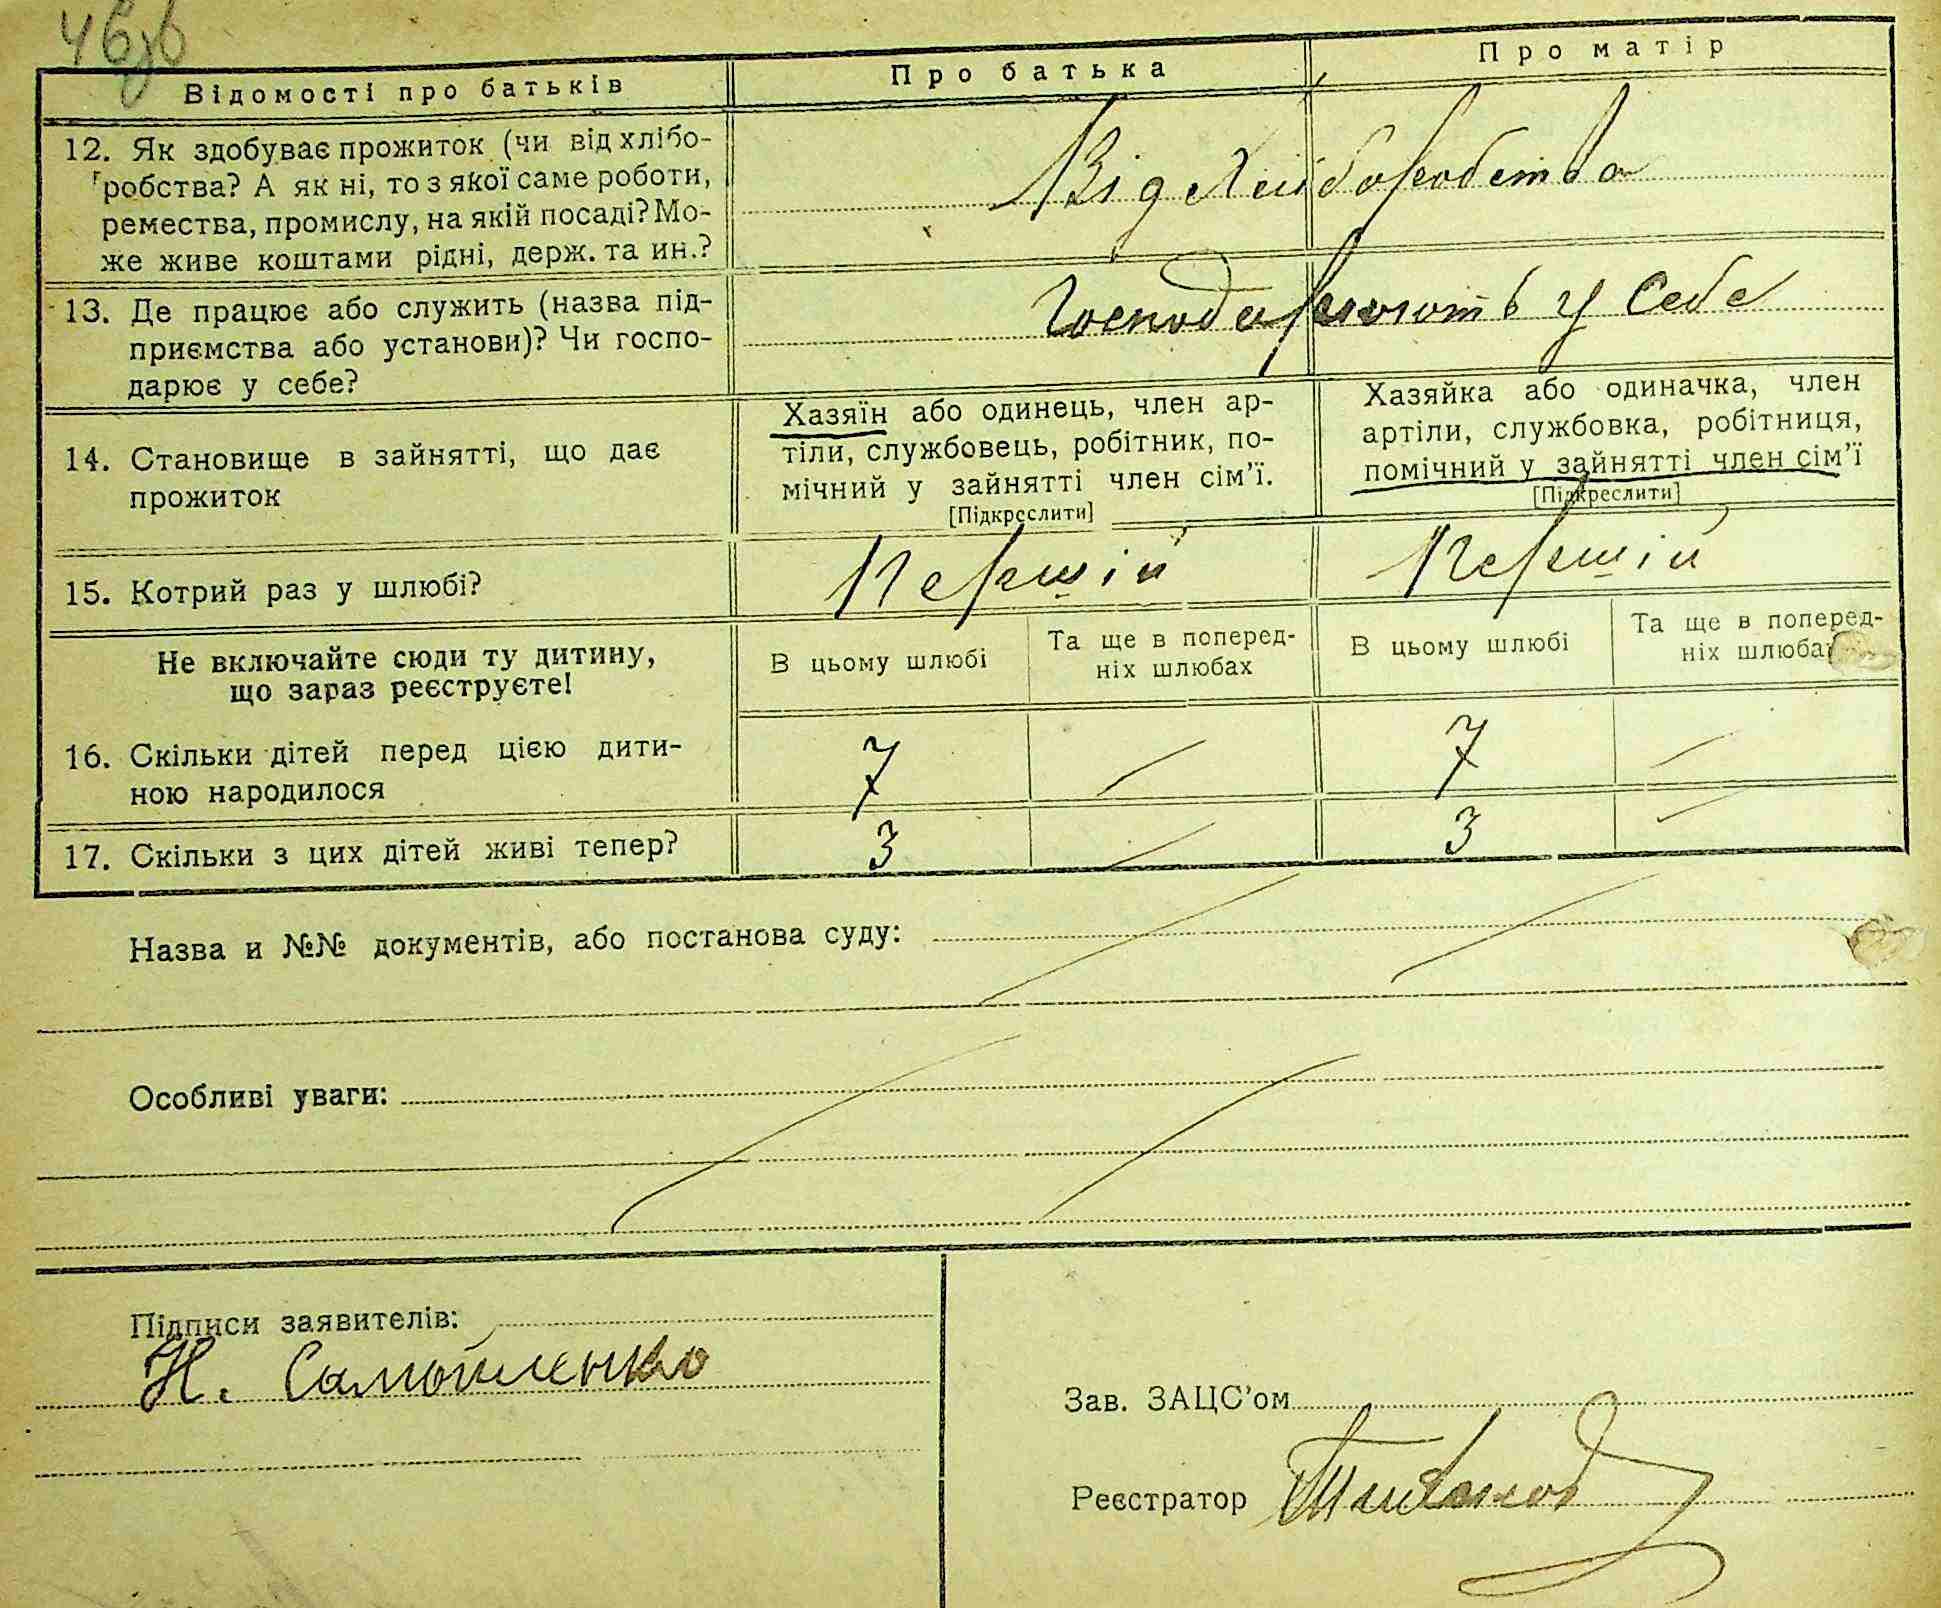 Відомості про батьків
Про батька
Про матір
12. Як здобуває прожиток (чи від хлібо-
робства? А як ні, то з якої саме роботи,
ремества, промислу, на якій посаді? Мо-
же живе коштами рідні, держ. та ин.?
Від хліборобства
13. Де працює або служить (назва під-
приємства або установи)? Чи госпо-
дарює у себе?
Господарюють у себе
14. Становище в зайнятті, що дає
прожиток
Хазяїн або одинець, член ар-
тіли, службовець, робітник, по-
мічний у зайнятті член сім’ї.
[Підкреслити]
Хазяйка або одиначка, член
артіли, службовка, робітниця,
помічний у зайнятті член сім’ї
[Підкреслити]
15. Котрий раз у шлюбі?
Першій
Першій
Не включайте сюди ту дитину,
що зараз реєструєте!
В цьому шлюбі
Та ще в поперед-
ніх шлюбах
В цьому шлюбі
Та ще в поперед-
ніх шлюбах
16. Скільки дітей перед цією дити-
ною народилося
7
7
17. Скільки з цих дітей живі тепер?
3
3
Назва и №№ документів, або постанова суду:
Особливі уваги:
Підписи заявителів:
Н. Самойленко
Зав. ЗАЦС’ом
Реєстратор